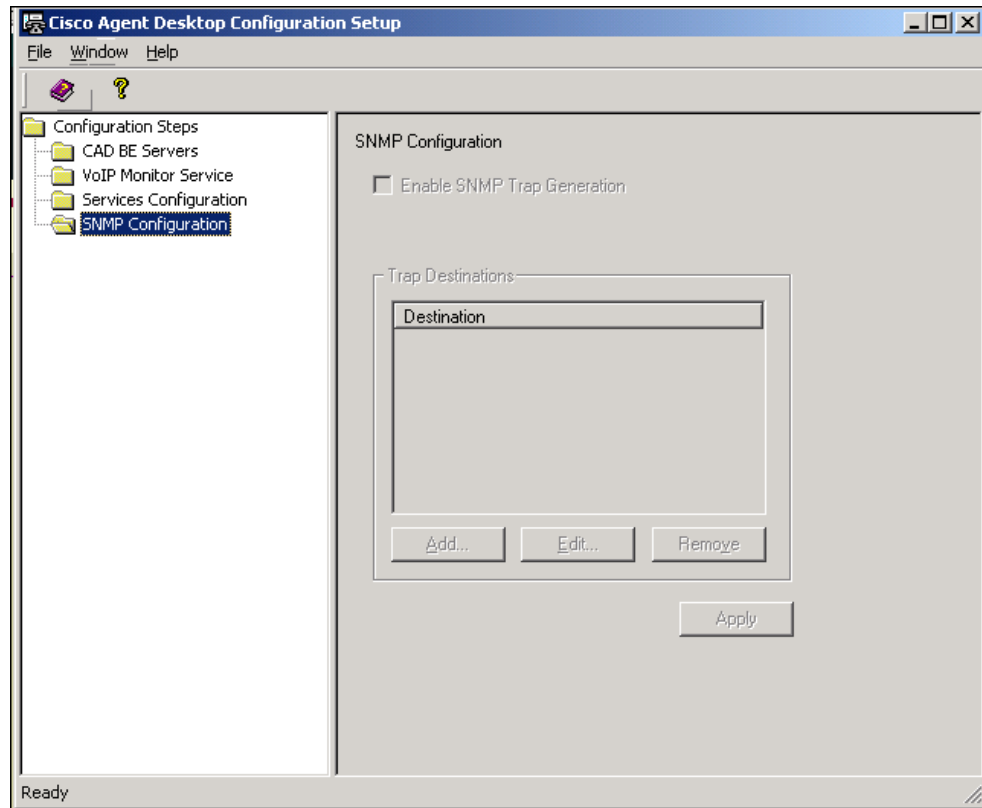 Cisco Agent Desktop Configuration Setup
File Window Help
Configuration Steps
CAD BE Servers
VoIP Monitor Service
Services Configuration
SNMP Configuration
SNMP Configuration
Enable SNMP Trap Generation
Trap Destinations
Destination
Add... Edit... Remove
Apply
Ready